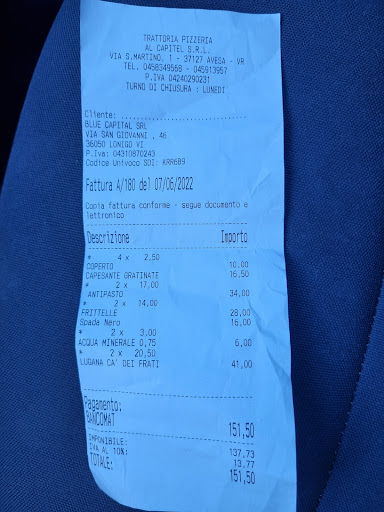 TRATTORIA PIZZERIA
AL CAPITEL S.R.L.
VIA S.MARTINO, 1 - 37127 AVESA - VR
TEL. 0458349568 - 045913957
P.IVA 04240290231
TURNO DI CHIUSURA : LUNEDI'
Cliente: ........................
BLUE CAPITAL SRL
VIA SAN GIOVANNI , 46
36050 LONIGO VI
P.Iva: 04310870243
Codice Univoco SDI: KRR6B9
Fattura A/180 del 07/06/2022
Copia fattura conforme - segue documento e
lettronico
Descrizione Importo
* 4 x 2,50
COPERTO 10,00
CAPESANTE GRATINATE 16,50
* 2 x 17,00
ANTIPASTO 34,00
* 2 x 14,00
FRITTELLE 28,00
Spada Nero 16,00
* 2 x 3,00
ACQUA MINERALE 0,75 6,00
* 2 x 20,50
LUGANA CA' DEI FRATI 41,00
Pagamento:
BANCOMAT 151,50
IMPONIBILE: 137,73
IVA AL 10%: 13,77
TOTALE: 151,50